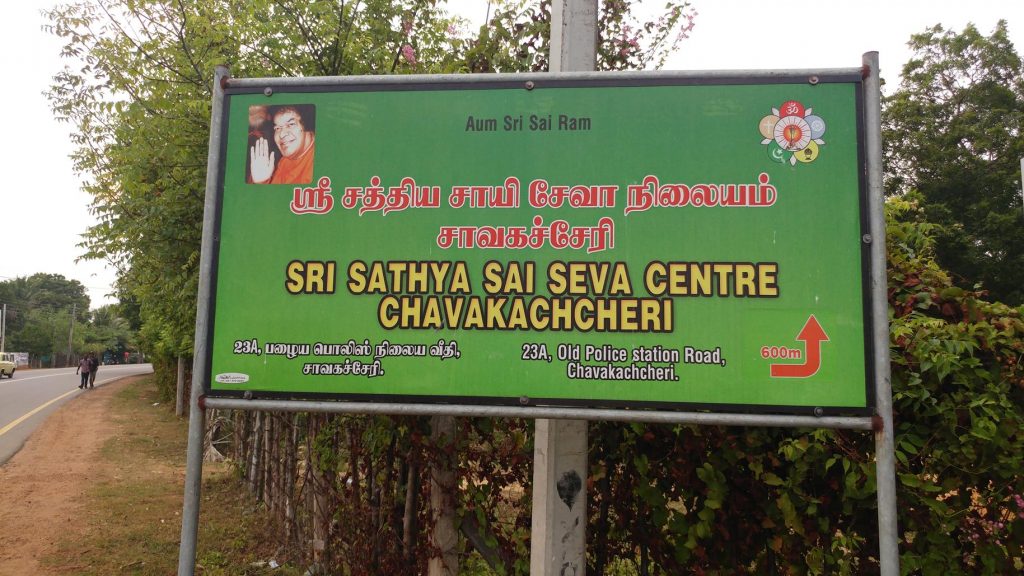 Aum Sri Sai Ram
ஸ்ரீ சத்திய சாயி சேவா நிலையம்
சாவகச்சேரி
SRI SATHYA SAI SEVA CENTRE
CHAVAKACHCHERI
23A, பழைய பொலிஸ் நிலைய வீதி,
சாவகச்சேரி.
23A, Old Police station Road,
Chavakachcheri.
600m